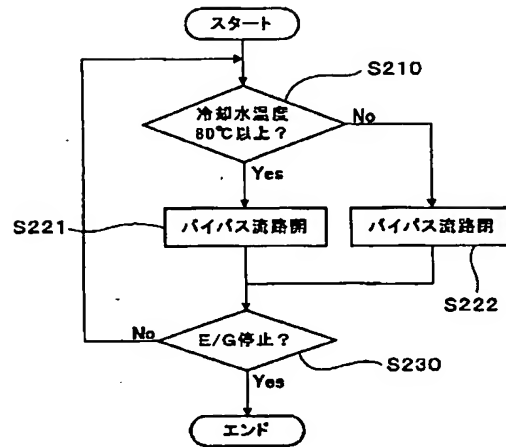 スタート
S210
冷却水温度
80℃以上?
No
Yes
S221
バイパス流路開
バイパス流路閉
S222
No
E/G停止?
S230
Yes
エンド